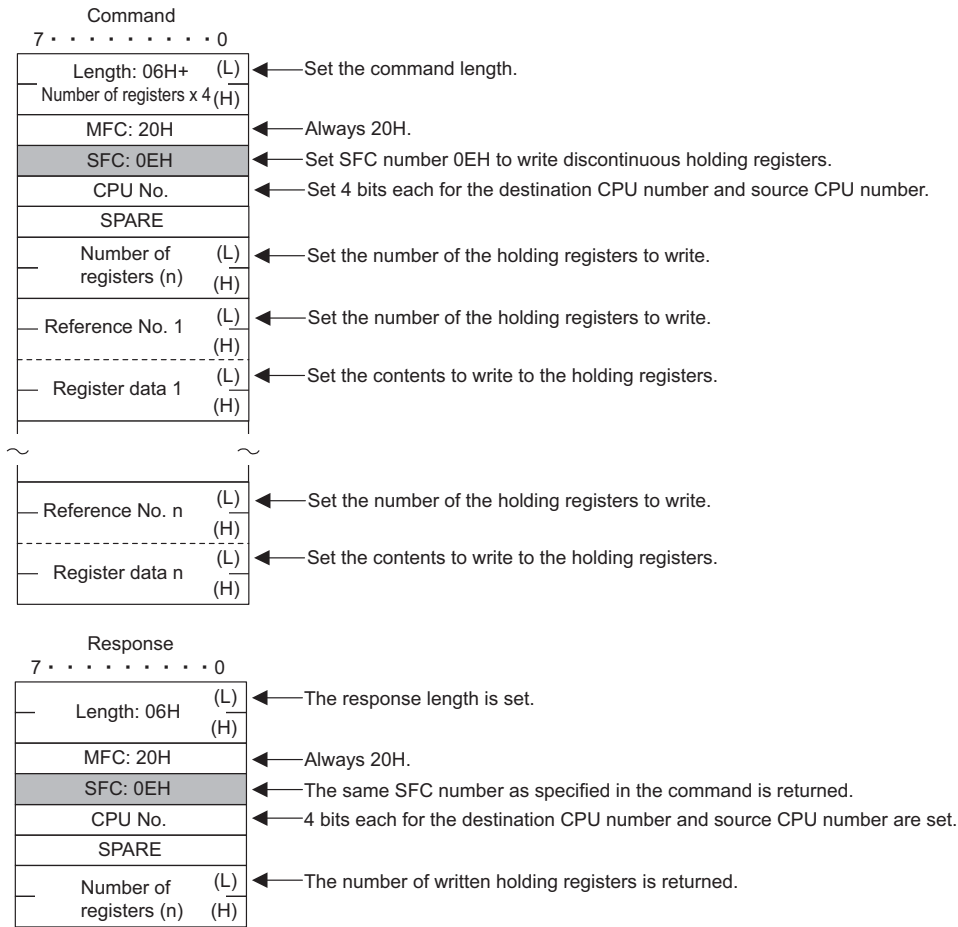 Command
7 · · · · · · · · · 0
Length: 06H+ (L) Set the command length.
Number of registers x 4 (H)
MFC: 20H Always 20H.
SFC: 0EH Set SFC number 0EH to write discontinuous holding registers.
CPU No. Set 4 bits each for the destination CPU number and source CPU number.
SPARE
Number of (L) Set the number of the holding registers to write.
registers (n) (H)
Reference No. 1 (L) Set the number of the holding registers to write.
(H)
Register data 1 (L) Set the contents to write to the holding registers.
(H)
Reference No. n (L) Set the number of the holding registers to write.
(H)
Register data n (L) Set the contents to write to the holding registers.
(H)
Response
7 · · · · · · · · · 0
Length: 06H (L) The response length is set.
(H)
MFC: 20H Always 20H.
SFC: 0EH The same SFC number as specified in the command is returned.
CPU No. 4 bits each for the destination CPU number and source CPU number are set.
SPARE
Number of (L) The number of written holding registers is returned.
registers (n) (H)